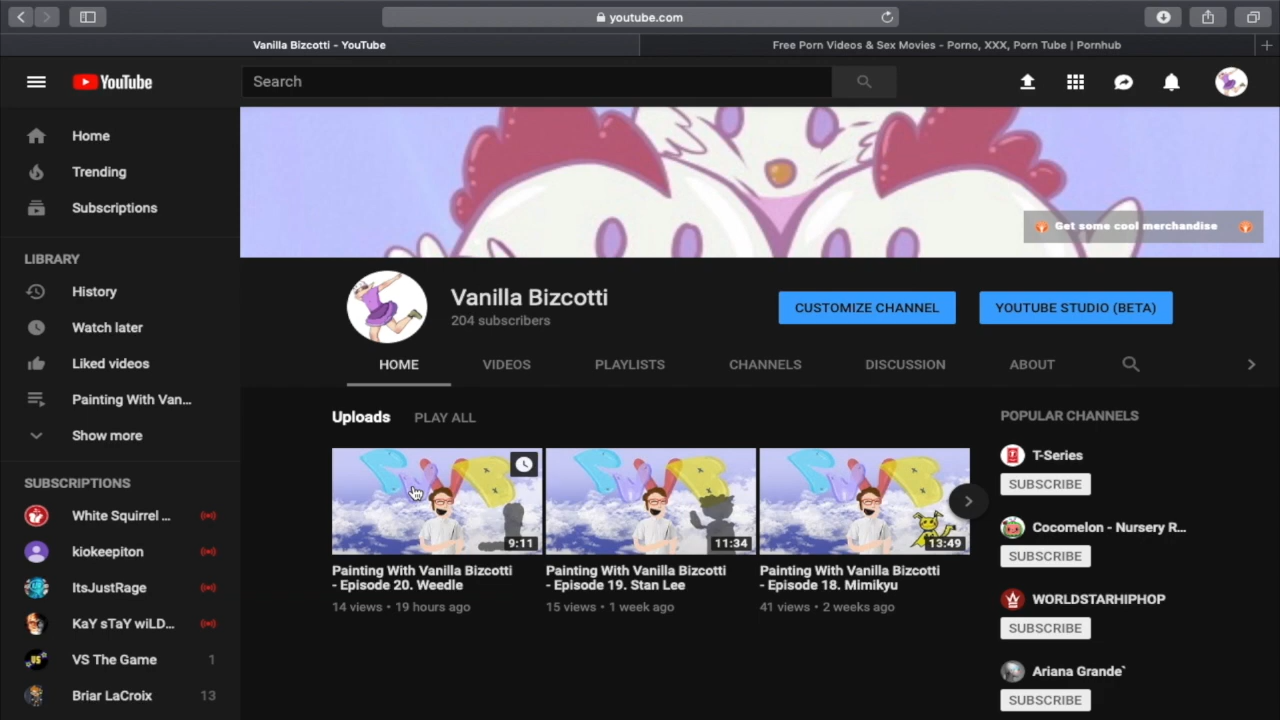 youtube.com
Vanilla Bizcotti - YouTube
Free Porn Videos & Sex Movies - Porno, XXX, Porn Tube | Pornhub
YouTube
Search
Home
Trending
Subscriptions
LIBRARY
History
Watch later
Liked videos
Painting With Van...
Show more
SUBSCRIPTIONS
White Squirrel ...
kiokeepiton
ItsJustRage
KaY sTaY wiLD...
VS The Game 1
Briar LaCroix 13
Get some cool merchandise
Vanilla Bizcotti
204 subscribers
CUSTOMIZE CHANNEL
YOUTUBE STUDIO (BETA)
HOME VIDEOS PLAYLISTS CHANNELS DISCUSSION ABOUT
Uploads PLAY ALL
9:11
Painting With Vanilla Bizcotti
- Episode 20. Weedle
14 views • 19 hours ago
11:34
Painting With Vanilla Bizcotti
- Episode 19. Stan Lee
15 views • 1 week ago
13:49
Painting With Vanilla Bizcotti
- Episode 18. Mimikyu
41 views • 2 weeks ago
POPULAR CHANNELS
T-Series
SUBSCRIBE
Cocomelon - Nursery R...
SUBSCRIBE
WORLDSTARHIPHOP
SUBSCRIBE
Ariana Grande`
SUBSCRIBE